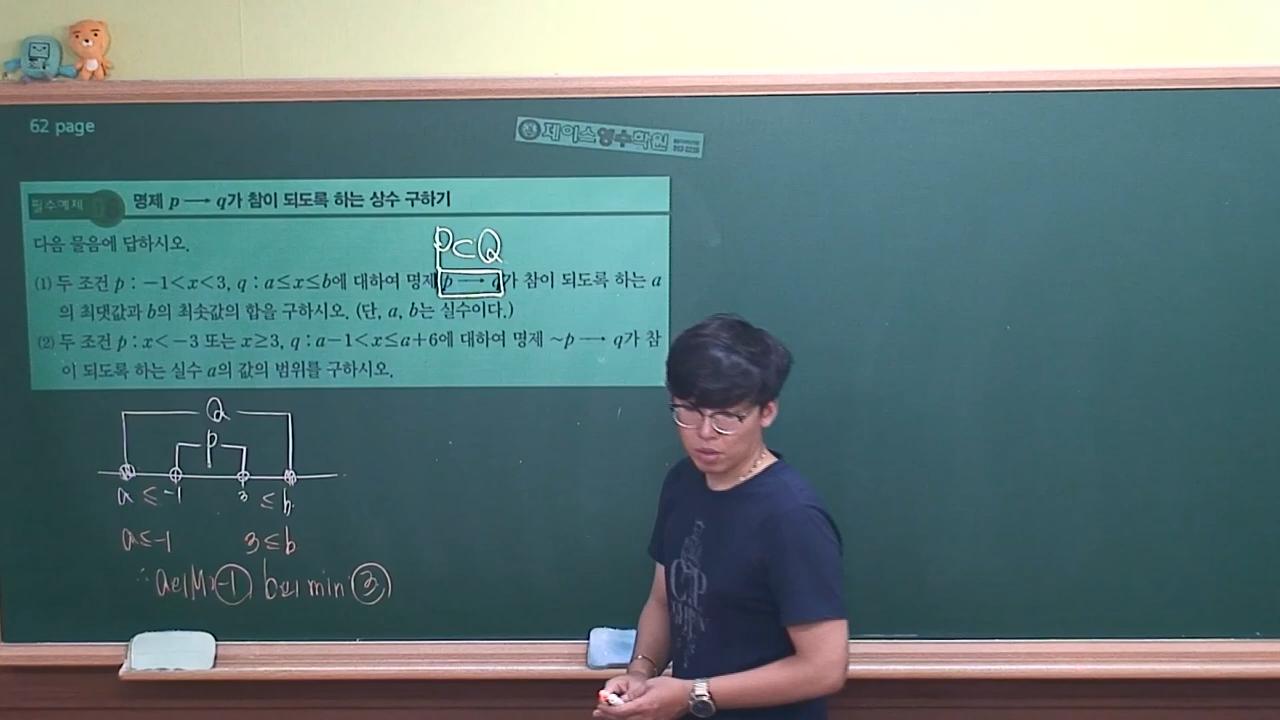 62 page
제이스영수학원
필수예제
명제 p → q가 참이 되도록 하는 상수 구하기
다음 물음에 답하시오.
P⊂Q
(1) 두 조건 p : -1<x<3, q : a≤x≤b에 대하여 명제 p → q가 참이 되도록 하는 a
의 최댓값과 b의 최솟값의 합을 구하시오. (단, a, b는 실수이다.)
(2) 두 조건 p : x<-3 또는 x≥3, q : a-1<x≤a+6에 대하여 명제 ~p → q가 참
이 되도록 하는 실수 a의 값의 범위를 구하시오.
Q
P
a ≤ -1 3 ≤ b
a≤-1 3≤b
∴ a의 M -1 b의 min 3
CP